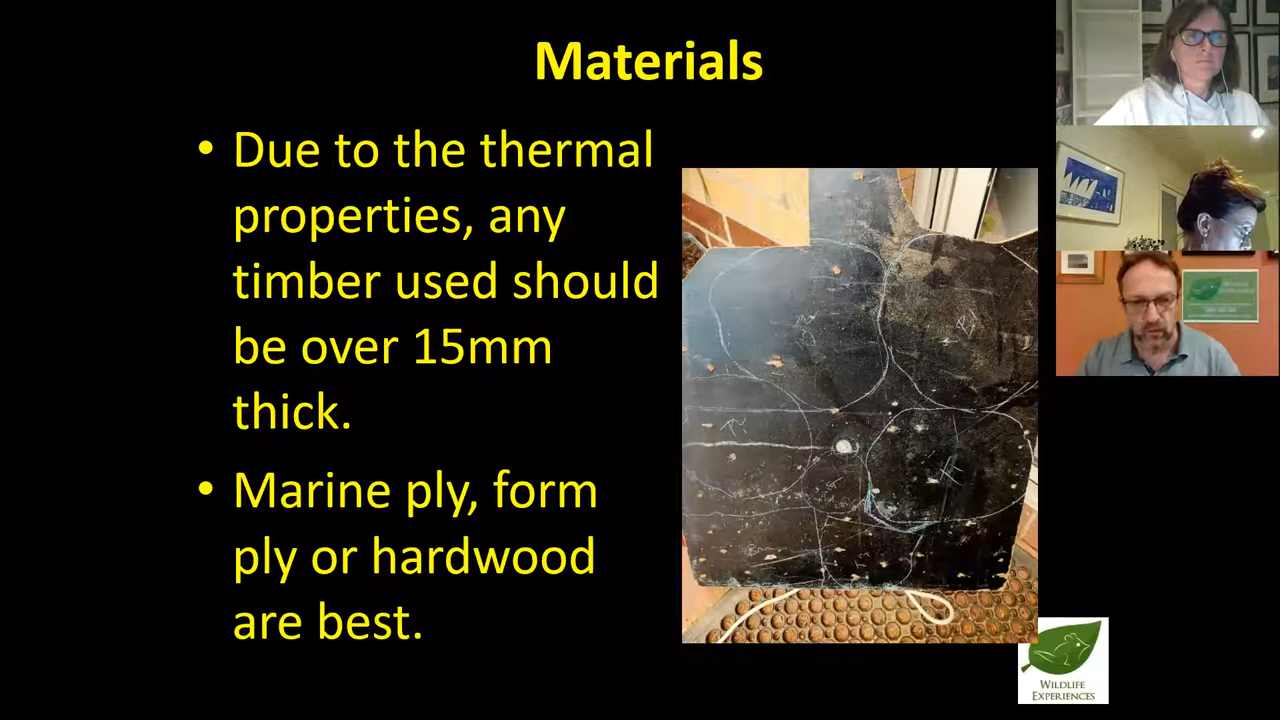 Materials
• Due to the thermal
properties, any
timber used should
be over 15mm
thick.
• Marine ply, form
ply or hardwood
are best.
WILDLIFE
EXPERIENCES